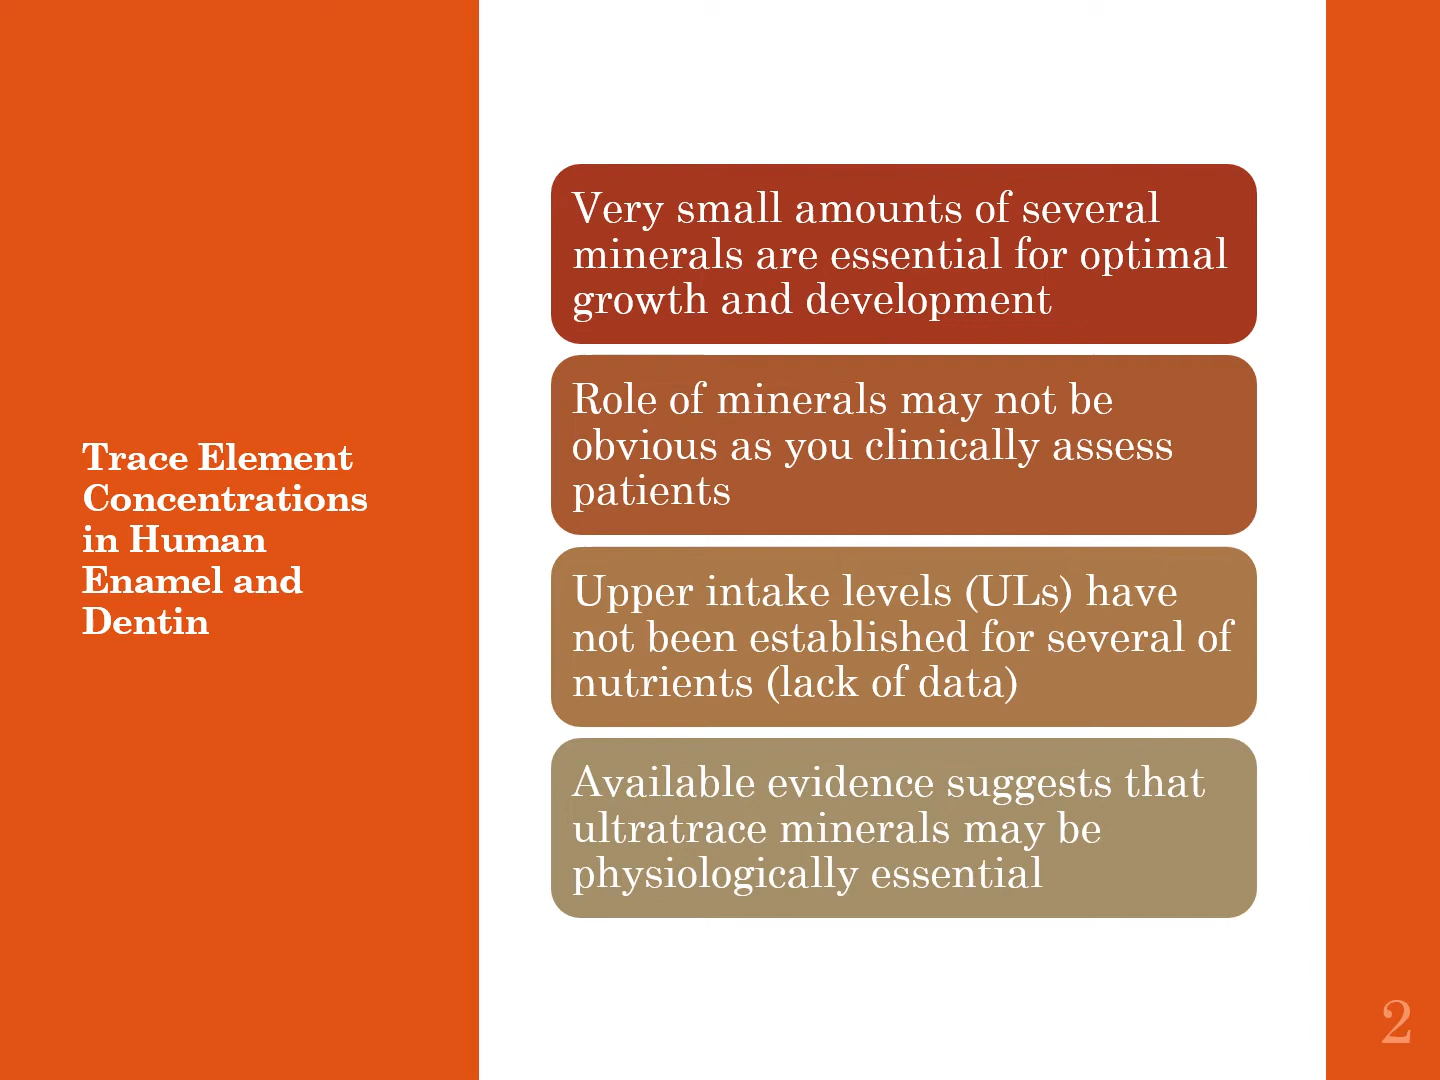 Trace Element
Concentrations
in Human
Enamel and
Dentin
Very small amounts of several
minerals are essential for optimal
growth and development
Role of minerals may not be
obvious as you clinically assess
patients
Upper intake levels (ULs) have
not been established for several of
nutrients (lack of data)
Available evidence suggests that
ultratrace minerals may be
physiologically essential
2